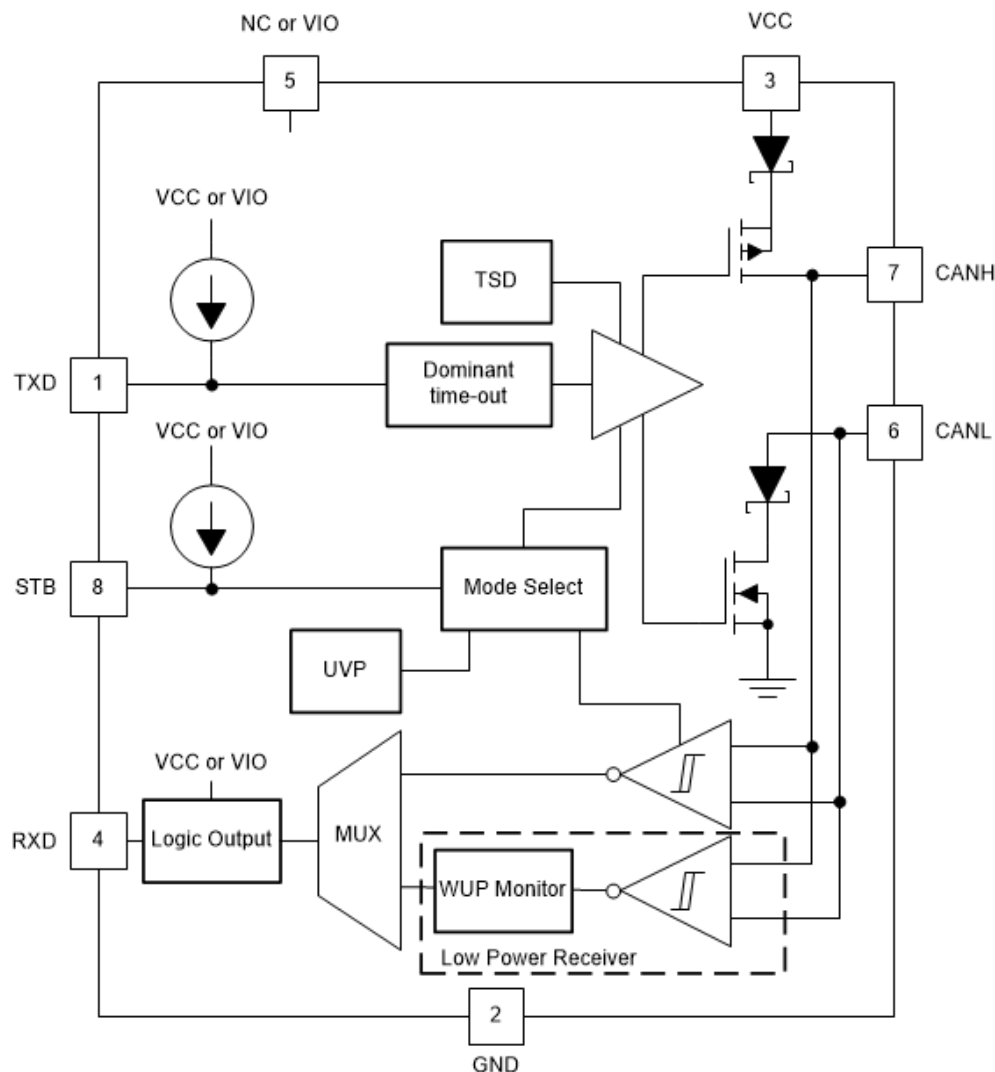 NC or VIO
VCC
5
3
VCC or VIO
TSD
7
CANH
TXD
1
Dominant
time-out
VCC or VIO
6
CANL
STB
8
Mode Select
UVP
VCC or VIO
RXD
4
Logic Output
MUX
WUP Monitor
Low Power Receiver
2
GND